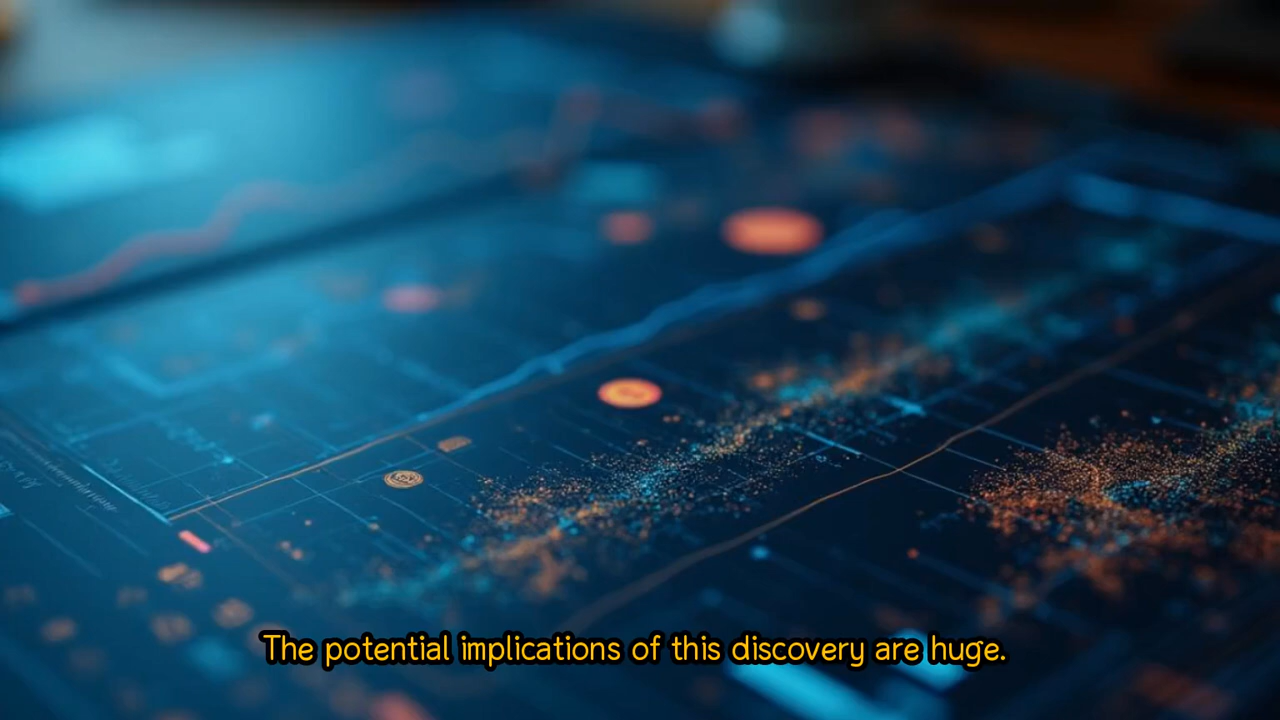 The potential implications of this discovery are huge.